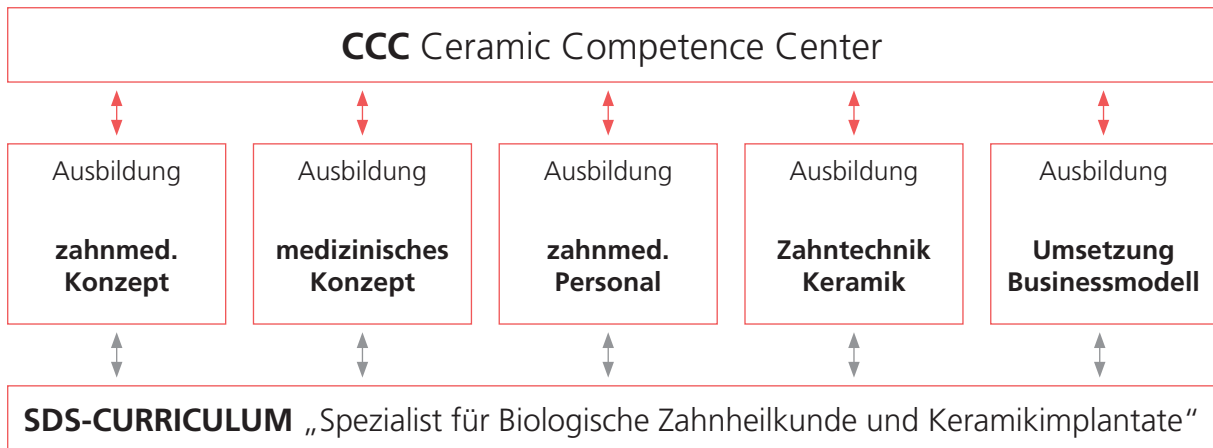 CCC Ceramic Competence Center
Ausbildung
zahnmed.
Konzept
Ausbildung
medizinisches
Konzept
Ausbildung
zahnmed.
Personal
Ausbildung
Zahntechnik
Keramik
Ausbildung
Umsetzung
Businessmodell
SDS-CURRICULUM „Spezialist für Biologische Zahnheilkunde und Keramikimplantate“